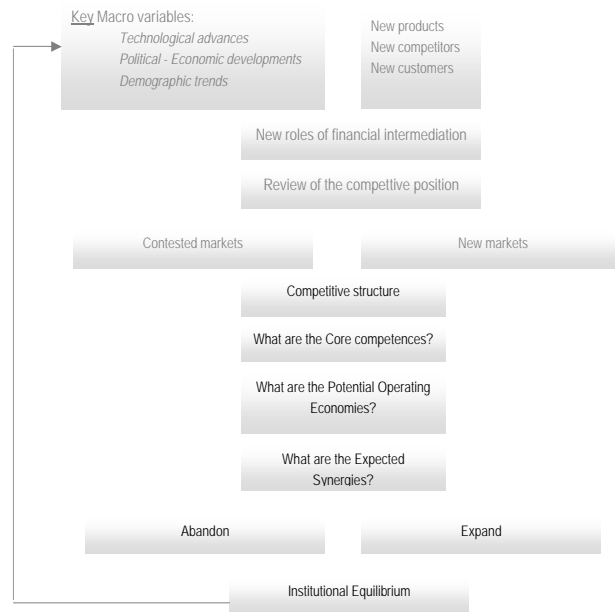 Key Macro variables:
Technological advances
Political - Economic developments
Demographic trends
New products
New competitors
New customers
New roles of financial intermediation
Review of the compettive position
Contested markets
New markets
Competitive structure
What are the Core competences?
What are the Potential Operating
Economies?
What are the Expected
Synergies?
Abandon
Expand
Institutional Equilibrium